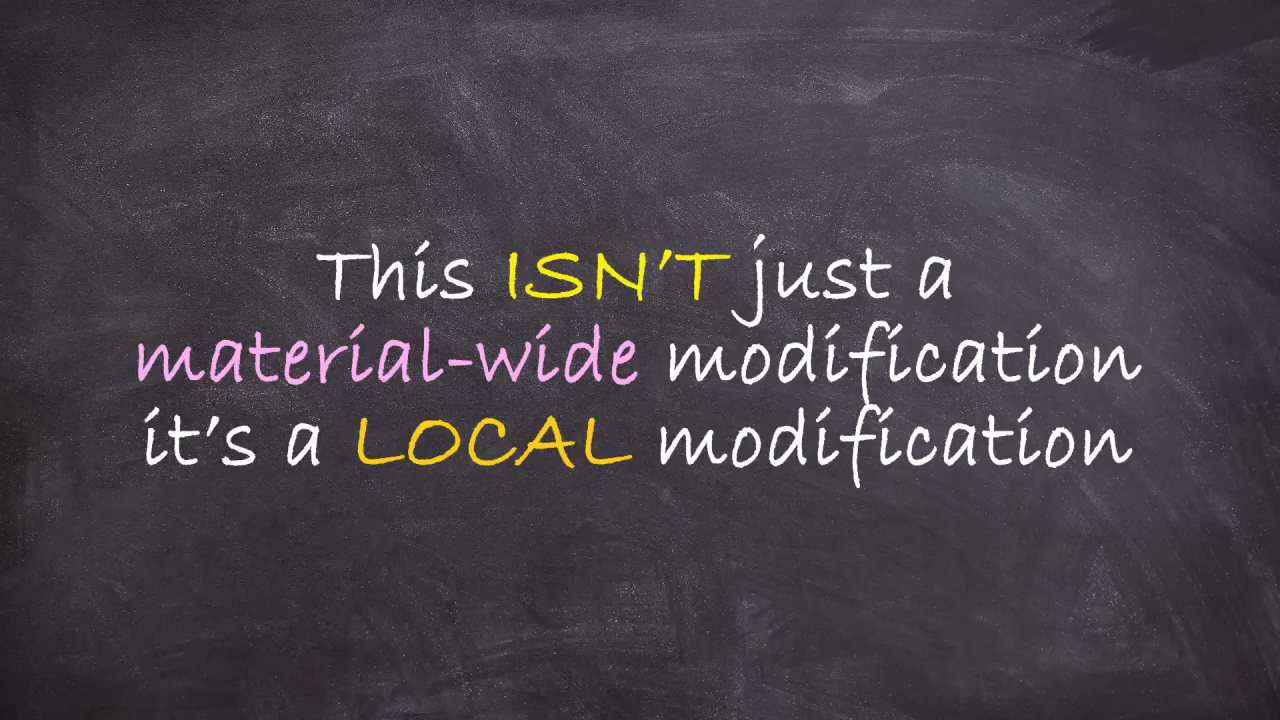 This ISN'T just a
material-wide modification
it's a LOCAL modification